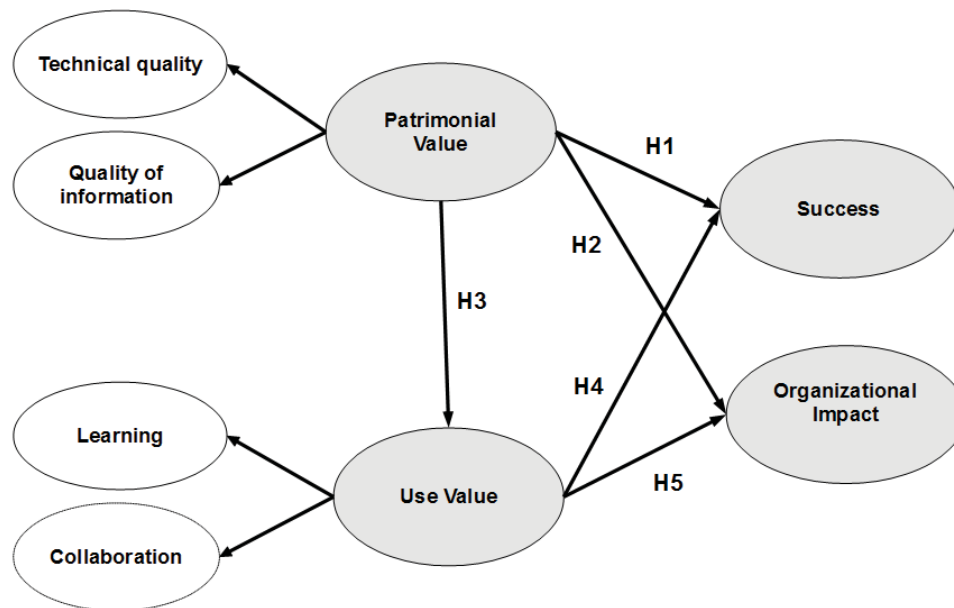 Technical quality
Quality of
information
Patrimonial
Value
H1
Success
H2
H3
H4
Organizational
Impact
Learning
Use Value
H5
Collaboration